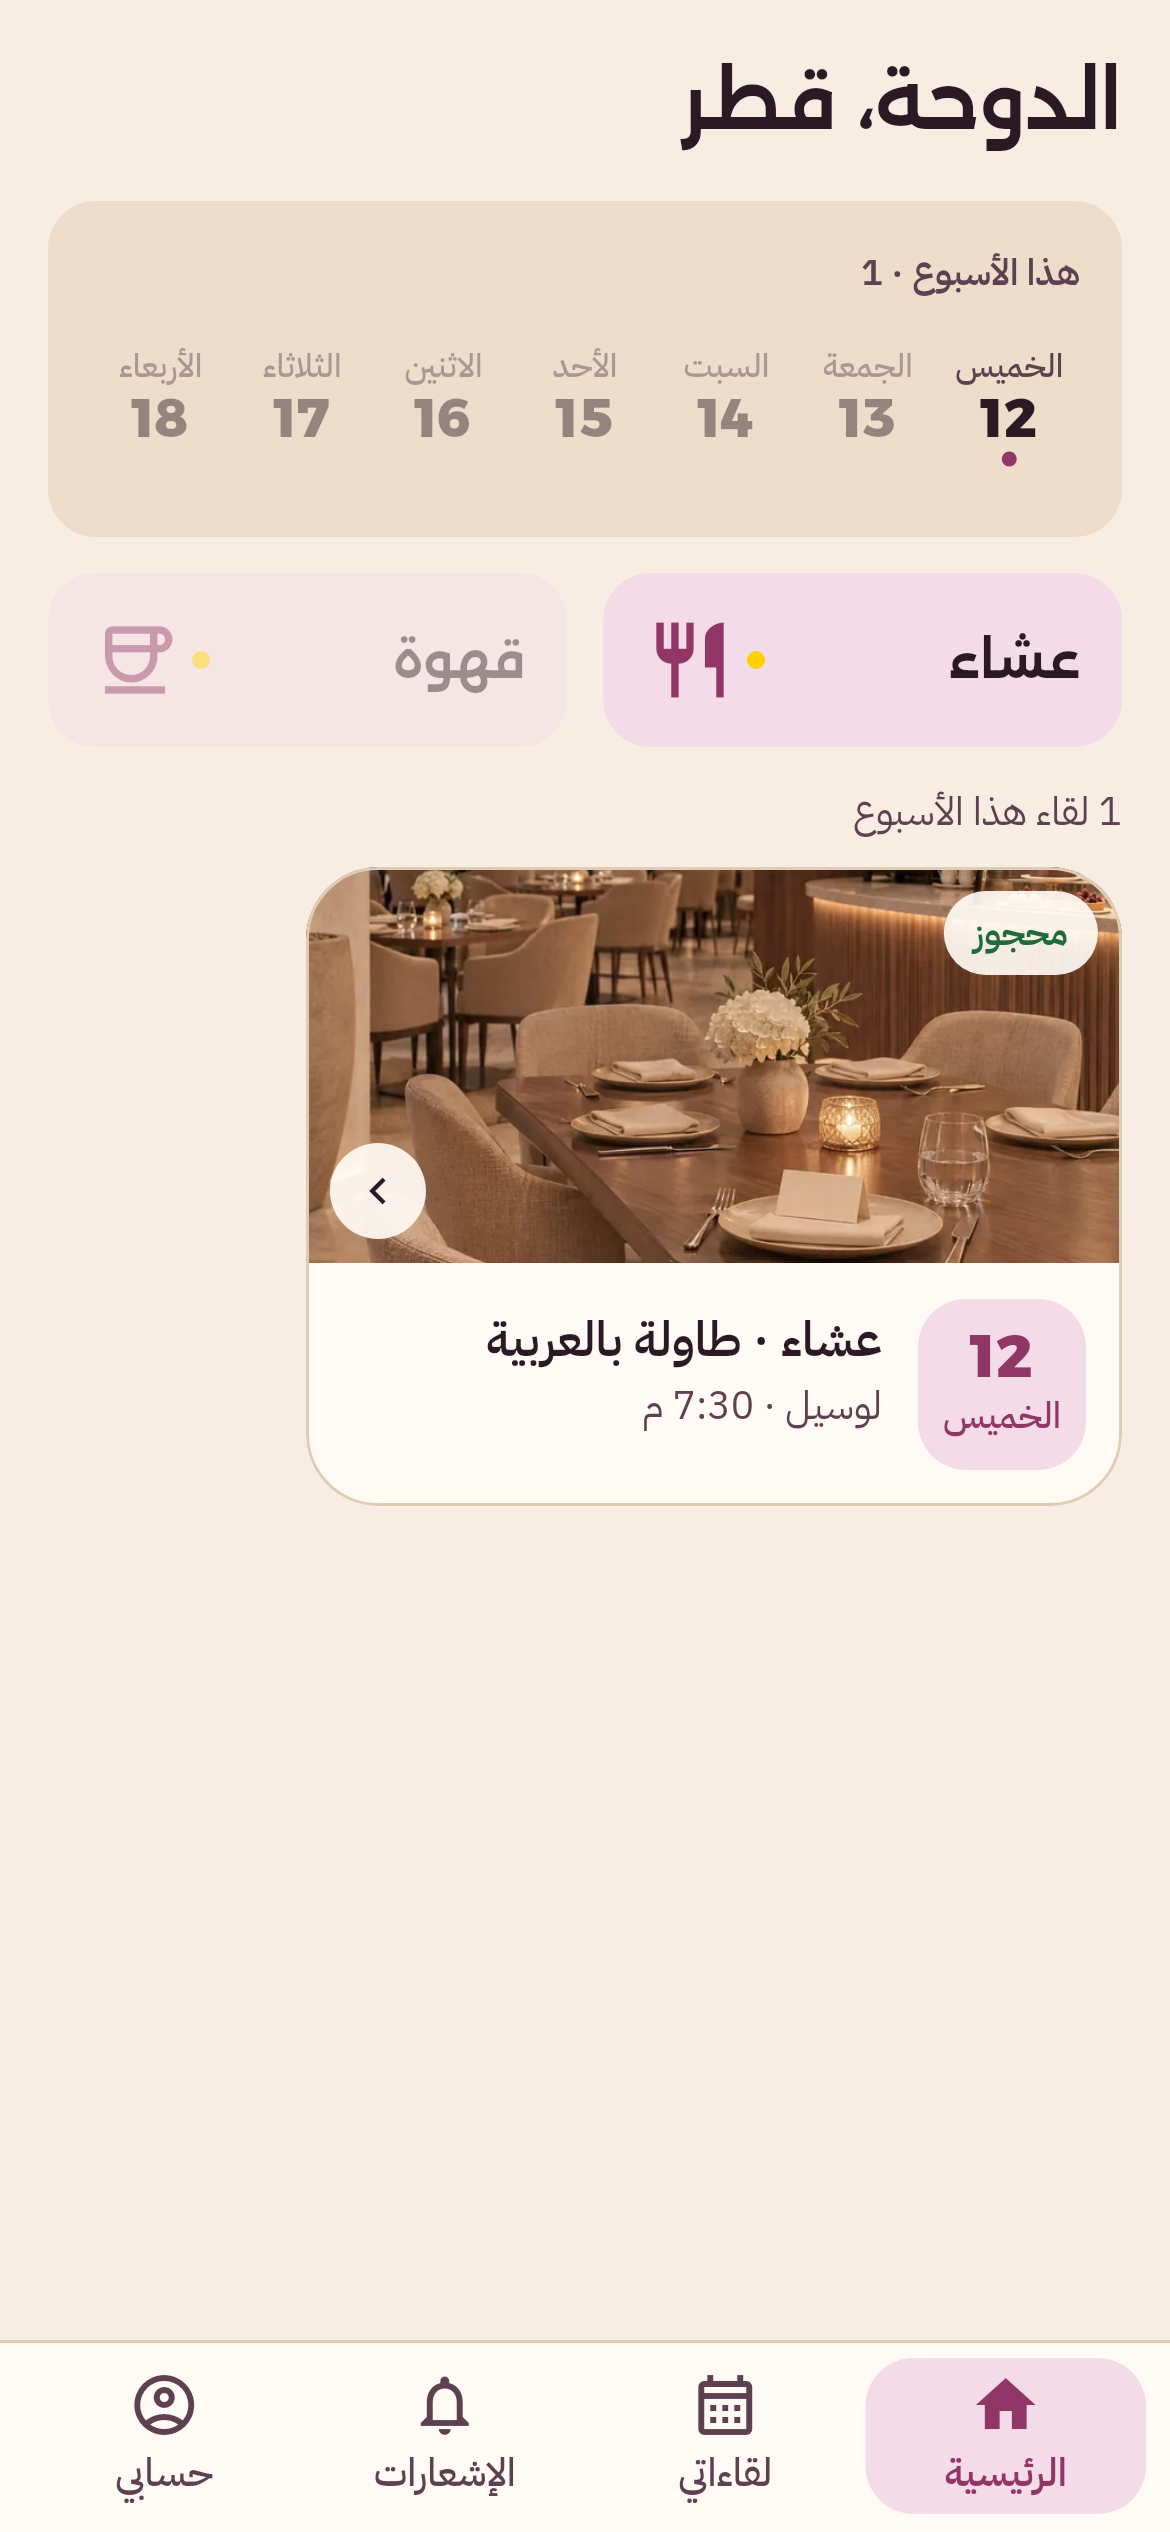 الدوحة، قطر
هذا الأسبوع · 1
الخميس الجمعة السبت الأحد الاثنين الثلاثاء الأربعاء
12 13 14 15 16 17 18
عشاء
قهوة
1 لقاء هذا الأسبوع
محجوز
12
الخميس
عشاء · طاولة بالعربية
لوسيل · 7:30 م
الرئيسية
لقاءاتي
الإشعارات
حسابي